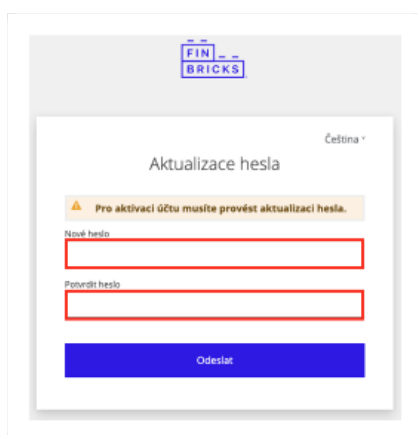 FIN
BRICKS
Čeština
Aktualizace hesla
Pro aktivaci účtu musíte provést aktualizaci hesla.
Nové heslo
Potvrdit heslo
Odeslat